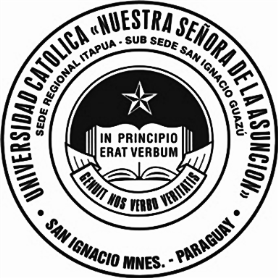 UNIVERSIDAD CATOLICA «NUESTRA SEÑORA DE LA ASUNCION»
SEDE REGIONAL ITAPUA - SUB SEDE SAN IGNACIO GUAZÚ
IN PRINCIPIO
ERAT VERBUM
GENUIT NOS VERBO VERITATIS
• SAN IGNACIO MNES. - PARAGUAY •